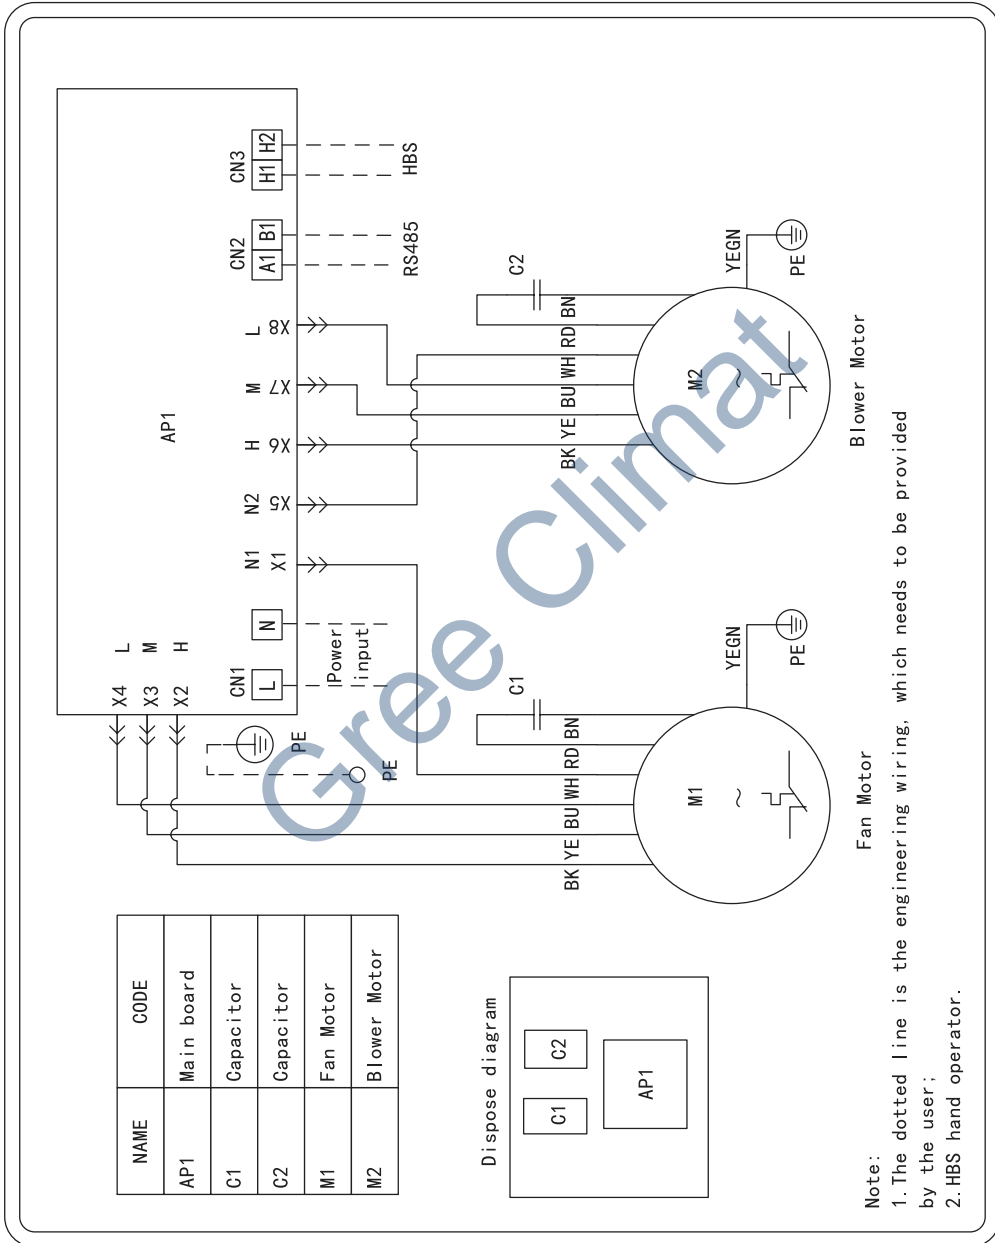 CN3
H1 H2
HBS
CN2
A1 B1
RS485
AP1
L
X8
M
X7
H
X6
N2
X5
N1
X1
N
Power
input
CN1
L
L
M
H
X4
X3
X2
PE
PE
BK YE BU WH RD BN
C1
YEGN
PE
M1
~
Fan Motor
BK YE BU WH RD BN
C2
YEGN
PE
M2
~
Blower Motor
NAME CODE
AP1 Main board
C1 Capacitor
C2 Capacitor
M1 Fan Motor
M2 Blower Motor
Dispose diagram
C1 C2
AP1
Note:
1.The dotted line is the engineering wiring, which needs to be provided
by the user;
2.HBS hand operator.
Gree Climat